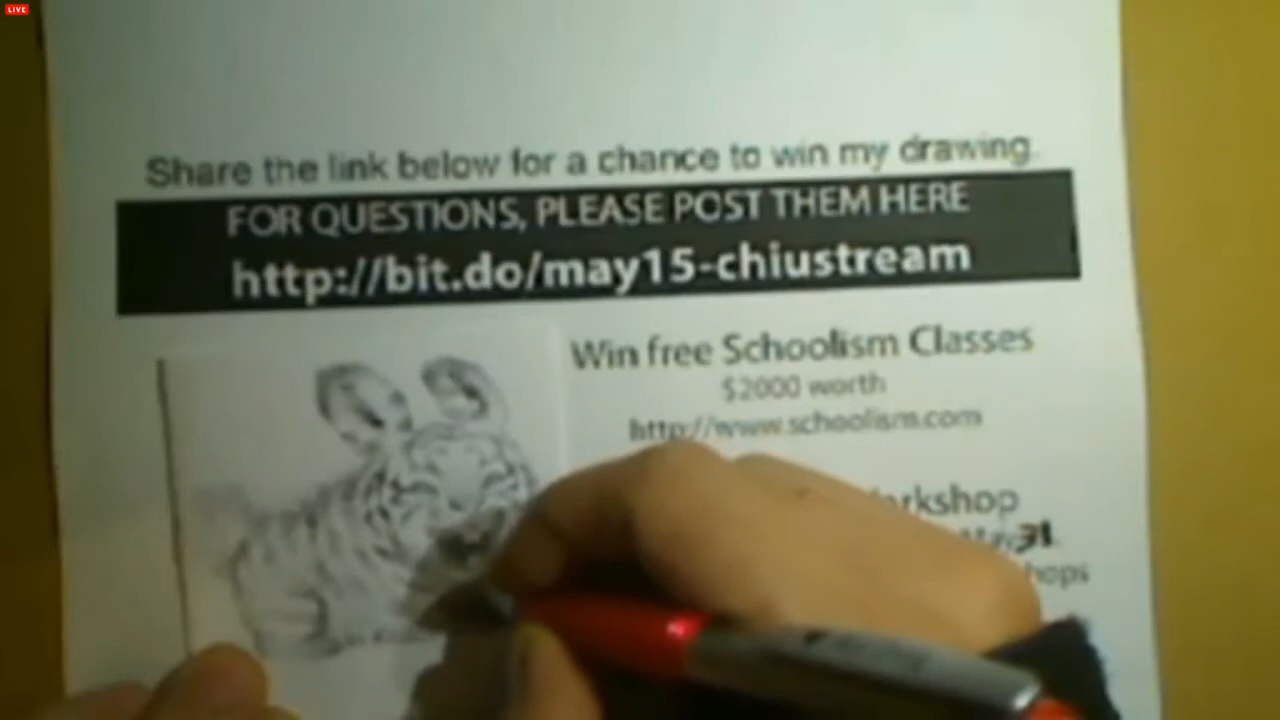 LIVE
Share the link below for a chance to win my drawing.
FOR QUESTIONS, PLEASE POST THEM HERE
http://bit.do/may15-chiustream
Win free Schoolism Classes
$2000 worth
http://www.schoolism.com
31